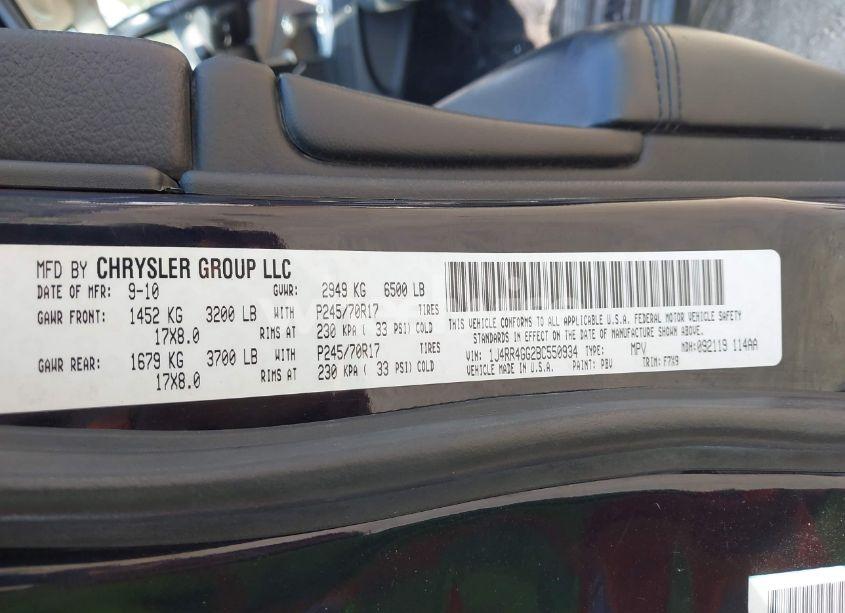 MFD BY CHRYSLER GROUP LLC
DATE OF MFR: 9-10 GVWR: 2949 KG 6500 LB
GAWR FRONT: 1452 KG 3200 LB WITH P245/70R17 TIRES
17X8.0 RIMS AT 230 KPA ( 33 PSI) COLD
GAWR REAR: 1679 KG 3700 LB WITH P245/70R17 TIRES
17X8.0 RIMS AT 230 KPA ( 33 PSI) COLD
THIS VEHICLE CONFORMS TO ALL APPLICABLE U.S.A. FEDERAL MOTOR VEHICLE SAFETY
STANDARDS IN EFFECT ON THE DATE OF MANUFACTURE SHOWN ABOVE.
VIN: 1J4RR4GG2BC550934 TYPE: MPV MDH:092119 114AA
VEHICLE MADE IN U.S.A. PAINT: PBV TRIM: F7X9